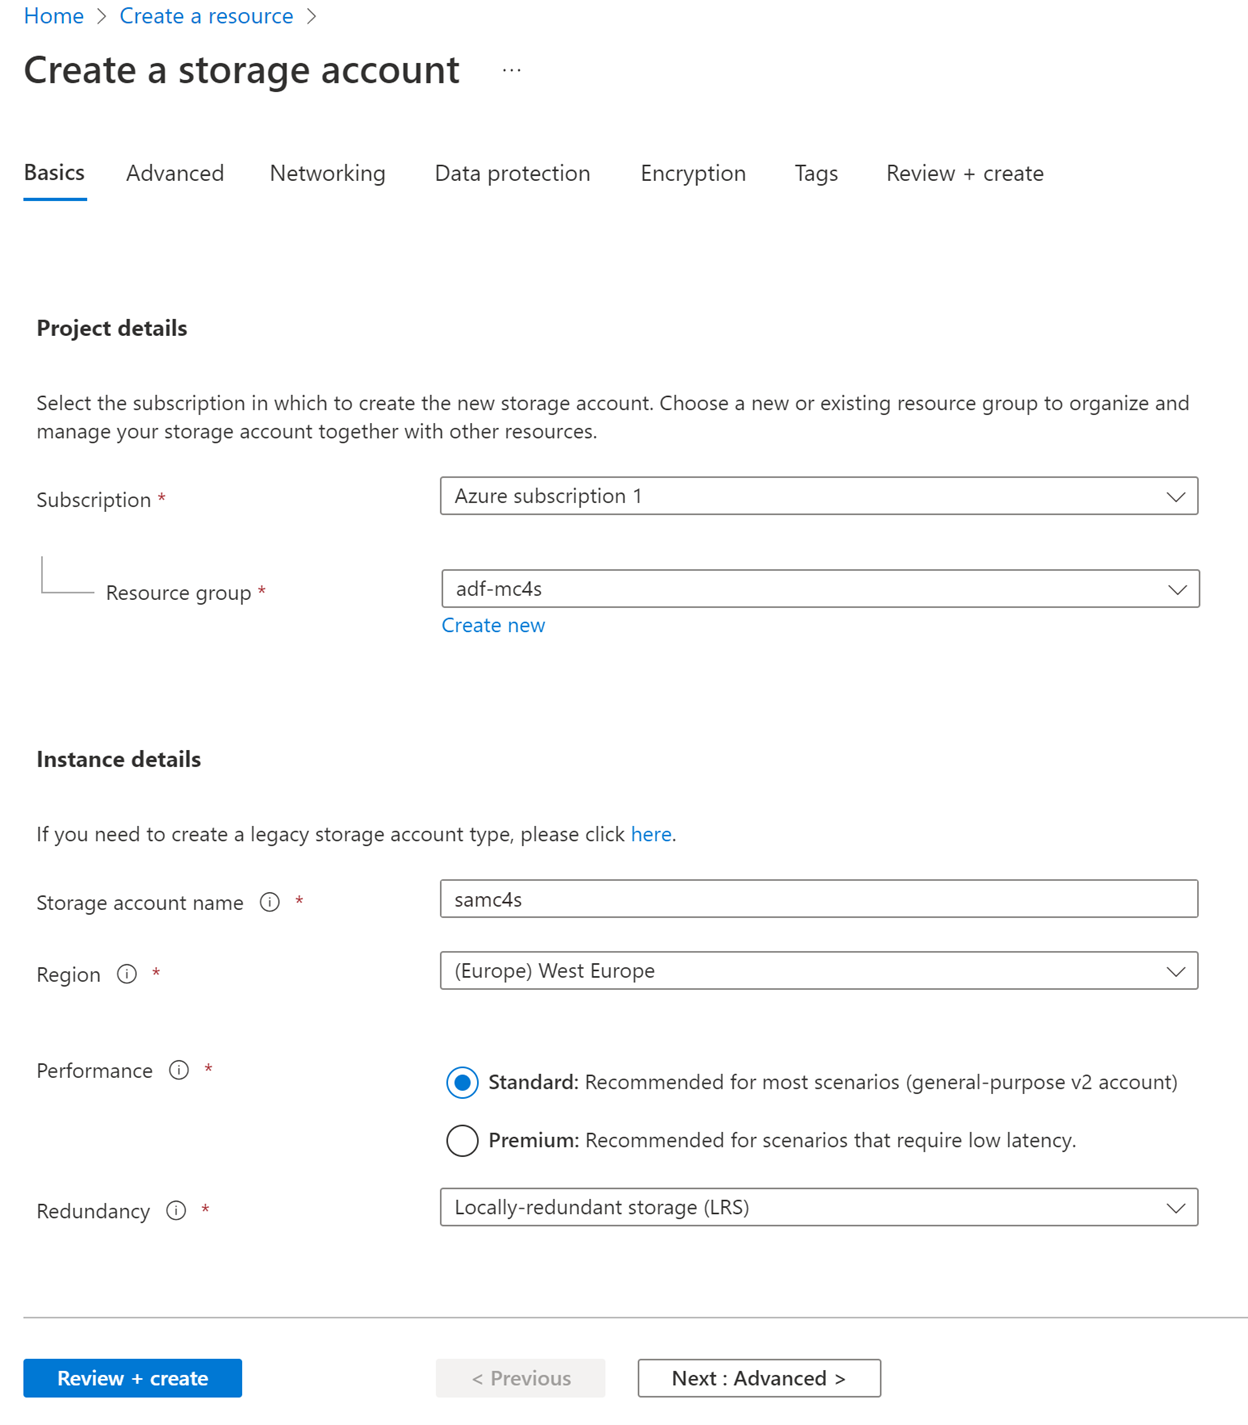 Home > Create a resource >
Create a storage account ...
Basics Advanced Networking Data protection Encryption Tags Review + create
Project details
Select the subscription in which to create the new storage account. Choose a new or existing resource group to organize and
manage your storage account together with other resources.
Subscription * Azure subscription 1
Resource group * adf-mc4s
Create new
Instance details
If you need to create a legacy storage account type, please click here.
Storage account name * samc4s
Region * (Europe) West Europe
Performance * Standard: Recommended for most scenarios (general-purpose v2 account)
Premium: Recommended for scenarios that require low latency.
Redundancy * Locally-redundant storage (LRS)
Review + create < Previous Next : Advanced >